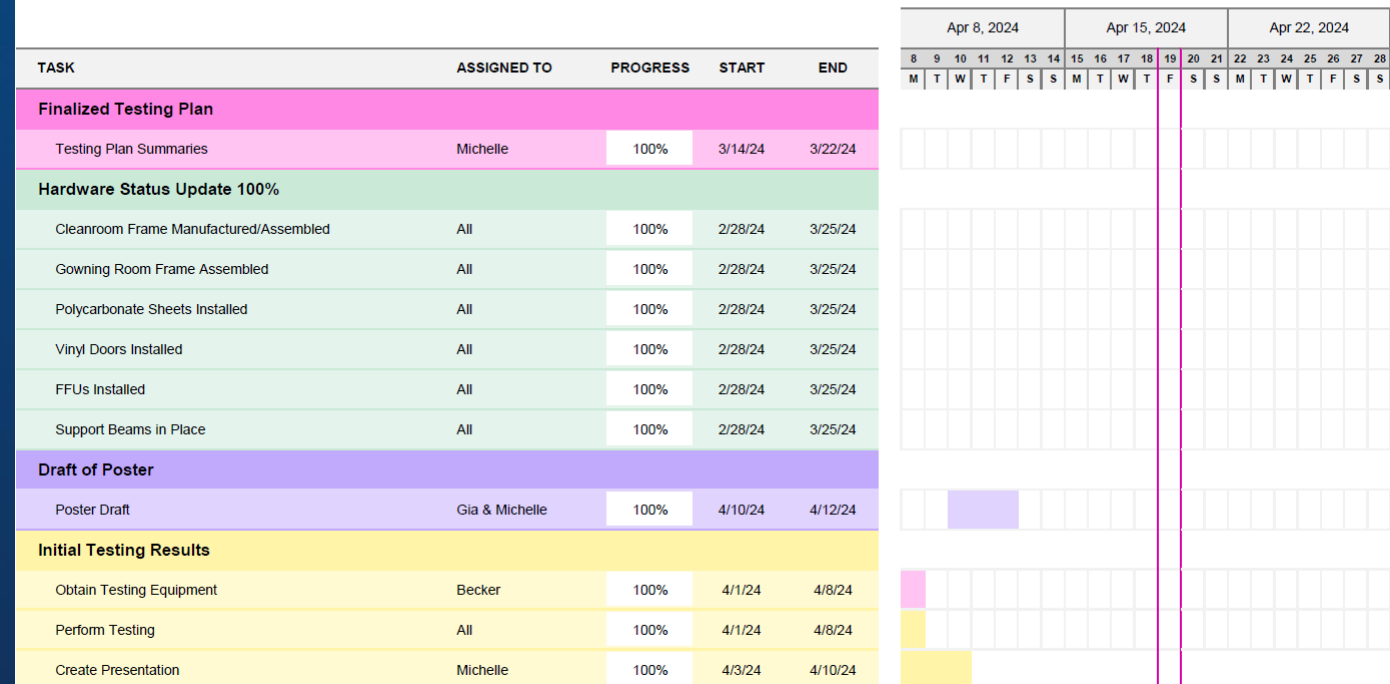 Apr 8, 2024 Apr 15, 2024 Apr 22, 2024
TASK ASSIGNED TO PROGRESS START END 8 9 10 11 12 13 14 15 16 17 18 19 20 21 22 23 24 25 26 27 28
M T W T F S S M T W T F S S M T W T F S S
Finalized Testing Plan
Testing Plan Summaries Michelle 100% 3/14/24 3/22/24
Hardware Status Update 100%
Cleanroom Frame Manufactured/Assembled All 100% 2/28/24 3/25/24
Gowning Room Frame Assembled All 100% 2/28/24 3/25/24
Polycarbonate Sheets Installed All 100% 2/28/24 3/25/24
Vinyl Doors Installed All 100% 2/28/24 3/25/24
FFUs Installed All 100% 2/28/24 3/25/24
Support Beams in Place All 100% 2/28/24 3/25/24
Draft of Poster
Poster Draft Gia & Michelle 100% 4/10/24 4/12/24
Initial Testing Results
Obtain Testing Equipment Becker 100% 4/1/24 4/8/24
Perform Testing All 100% 4/1/24 4/8/24
Create Presentation Michelle 100% 4/3/24 4/10/24